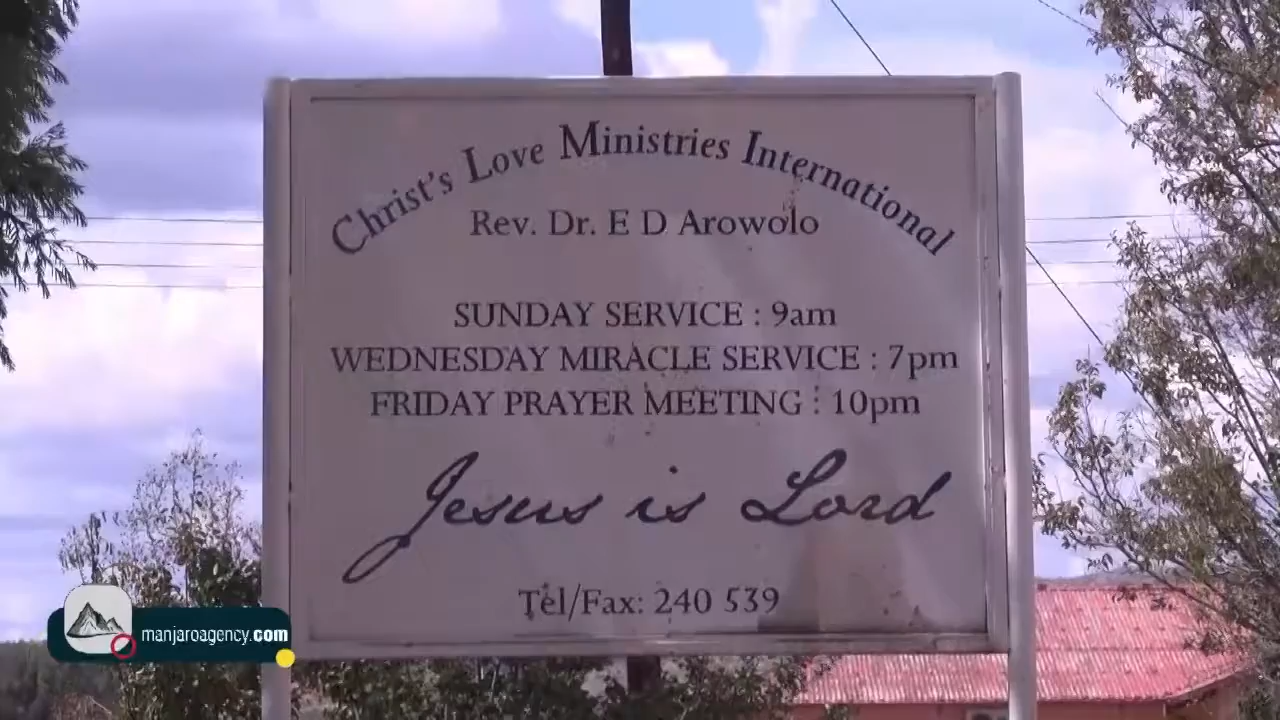 Christ's Love Ministries International
Rev. Dr. E D Arowolo
SUNDAY SERVICE : 9am
WEDNESDAY MIRACLE SERVICE : 7pm
FRIDAY PRAYER MEETING : 10pm
Jesus is Lord
Tel/Fax: 240 539
manjaroagency.com